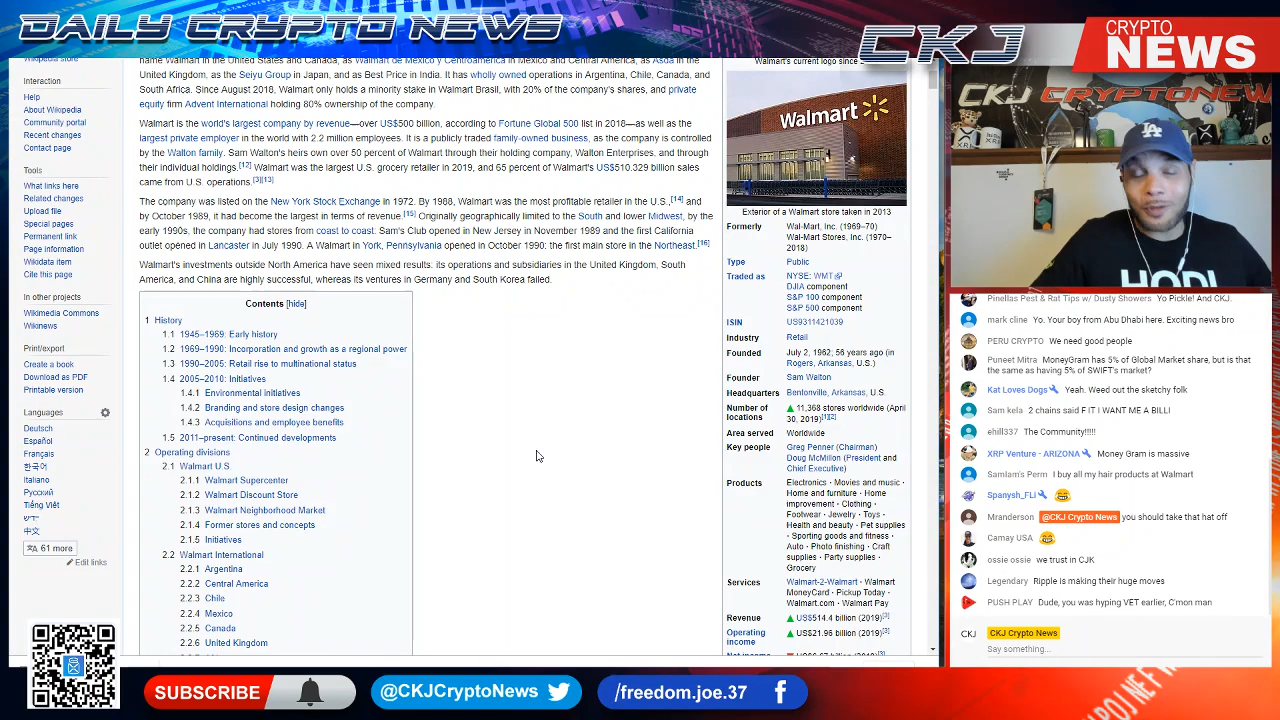 DAILY CRYPTO NEWS
CKJ
CRYPTO
NEWS
Wikipedia store
Interaction
Help
About Wikipedia
Community portal
Recent changes
Contact page
Tools
What links here
Related changes
Upload file
Special pages
Permanent link
Page information
Wikidata item
Cite this page
In other projects
Wikimedia Commons
Wikinews
Print/export
Create a book
Download as PDF
Printable version
Languages
Deutsch
Español
Français
한국어
Italiano
Русский
Tiếng Việt
ייִדיש
中文
61 more
Edit links
name Walmart in the United States and Canada, as Walmart de México y Centroamérica in Mexico and Central America, as Asda in the
United Kingdom, as the Seiyu Group in Japan, and as Best Price in India. It has wholly owned operations in Argentina, Chile, Canada, and
South Africa. Since August 2018, Walmart only holds a minority stake in Walmart Brasil, with 20% of the company's shares, and private
equity firm Advent International holding 80% ownership of the company.
Walmart is the world's largest company by revenue—over US$500 billion, according to Fortune Global 500 list in 2018—as well as the
largest private employer in the world with 2.2 million employees. It is a publicly traded family-owned business, as the company is controlled
by the Walton family. Sam Walton's heirs own over 50 percent of Walmart through their holding company, Walton Enterprises, and through
their individual holdings.[12] Walmart was the largest U.S. grocery retailer in 2019, and 65 percent of Walmart's US$510.329 billion sales
came from U.S. operations.[3][13]
The company was listed on the New York Stock Exchange in 1972. By 1988, Walmart was the most profitable retailer in the U.S.,[14] and
by October 1989, it had become the largest in terms of revenue.[15] Originally geographically limited to the South and lower Midwest, by the
early 1990s, the company had stores from coast to coast: Sam's Club opened in New Jersey in November 1989 and the first California
outlet opened in Lancaster in July 1990. A Walmart in York, Pennsylvania opened in October 1990: the first main store in the Northeast.[16]
Walmart's investments outside North America have seen mixed results: its operations and subsidiaries in the United Kingdom, South
America, and China are highly successful, whereas its ventures in Germany and South Korea failed.
Contents [hide]
1 History
1.1 1945–1969: Early history
1.2 1969–1990: Incorporation and growth as a regional power
1.3 1990–2005: Retail rise to multinational status
1.4 2005–2010: Initiatives
1.4.1 Environmental initiatives
1.4.2 Branding and store design changes
1.4.3 Acquisitions and employee benefits
1.5 2011–present: Continued developments
2 Operating divisions
2.1 Walmart U.S.
2.1.1 Walmart Supercenter
2.1.2 Walmart Discount Store
2.1.3 Walmart Neighborhood Market
2.1.4 Former stores and concepts
2.1.5 Initiatives
2.2 Walmart International
2.2.1 Argentina
2.2.2 Central America
2.2.3 Chile
2.2.4 Mexico
2.2.5 Canada
2.2.6 United Kingdom
Walmart's current logo since
Walmart
Exterior of a Walmart store taken in 2013
Formerly Wal-Mart, Inc. (1969–70)
Wal-Mart Stores, Inc. (1970–
2018)
Type Public
Traded as NYSE: WMT
DJIA component
S&P 100 component
S&P 500 component
ISIN US9311421039
Industry Retail
Founded July 2, 1962; 56 years ago (in
Rogers, Arkansas, U.S.)
Founder Sam Walton
Headquarters Bentonville, Arkansas, U.S.
Number of locations 11,368 stores worldwide (April
30, 2019)[1][2]
Area served Worldwide
Key people Greg Penner (Chairman)
Doug McMillon (President and
Chief Executive)
Products Electronics · Movies and music ·
Home and furniture · Home
improvement · Clothing ·
Footwear · Jewelry · Toys ·
Health and beauty · Pet supplies
· Sporting goods and fitness ·
Auto · Photo finishing · Craft
supplies · Party supplies ·
Grocery
Services Walmart-2-Walmart · Walmart
MoneyCard · Pickup Today ·
Walmart.com · Walmart Pay
Revenue US$514.4 billion (2019)[3]
Operating income US$21.96 billion (2019)[3]
CKJ CRYPTONEW
LA
HODL
Pinellas Pest & Rat Tips w/ Dusty Showers Yo Pickle! And CKJ.
mark cline Yo. Your boy from Abu Dhabi here. Exciting news bro
PERU CRYPTO We need good people
Puneet Mitra MoneyGram has 5% of Global Market share, but is that
the same as having 5% of SWIFT's market?
Kat Loves Dogs Yeah. Weed out the sketchy folk
Sam kela 2 chains said F IT I WANT ME A BILLI
ehill337 The Community!!!!!
XRP Venture - ARIZONA Money Gram is massive
SamIam's Perm I buy all my hair products at Walmart
Spanysh_FLi
Mranderson @CKJ Crypto News you should take that hat off
Camay USA
ossie ossie we trust in CJK
Legendary Ripple is making their huge moves
PUSH PLAY Dude, you was hyping VET earlier, C'mon man
CKJ CKJ Crypto News
Say something...
SUBSCRIBE
@CKJCryptoNews
/freedom.joe.37